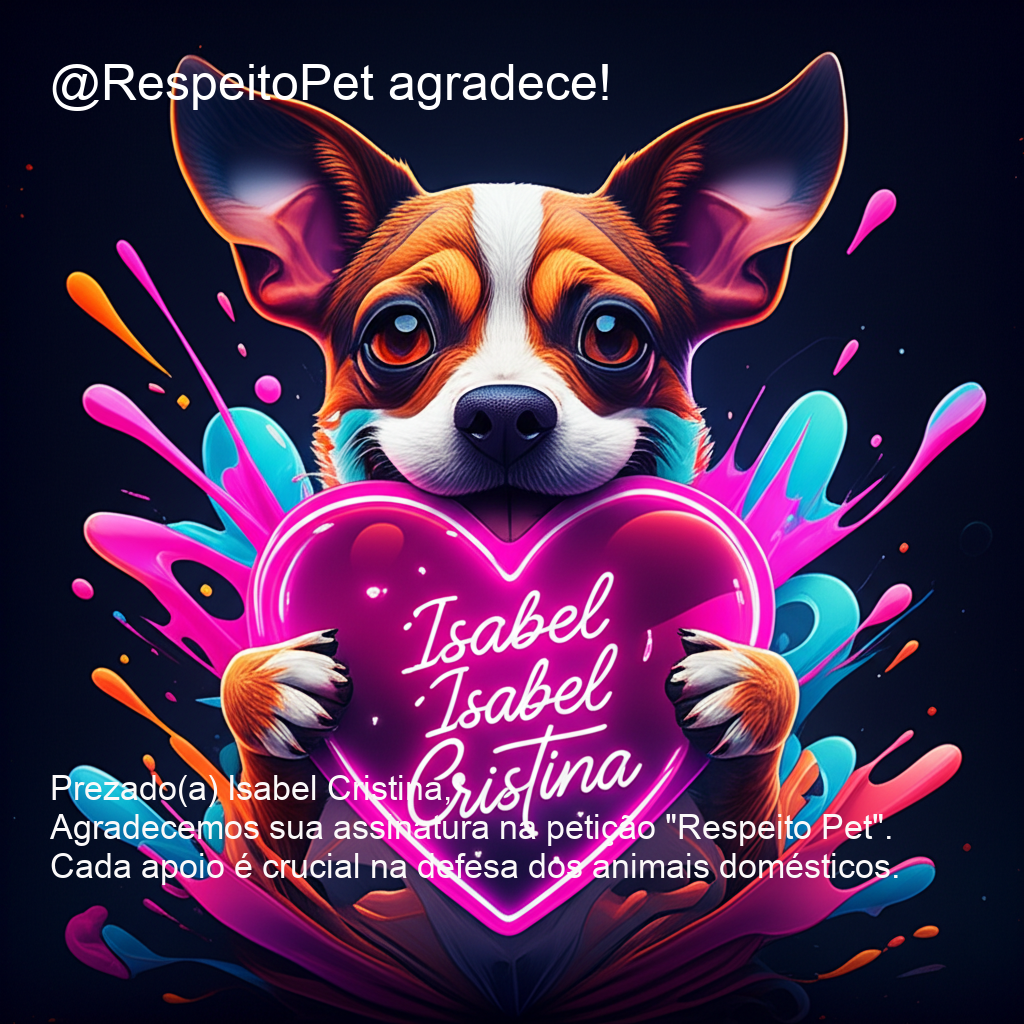 @RespeitoPet agradece!
Isabel
Isabel
Cristina
Prezado(a) Isabel Cristina,
Agradecemos sua assinatura na petição "Respeito Pet".
Cada apoio é crucial na defesa dos animais domésticos.